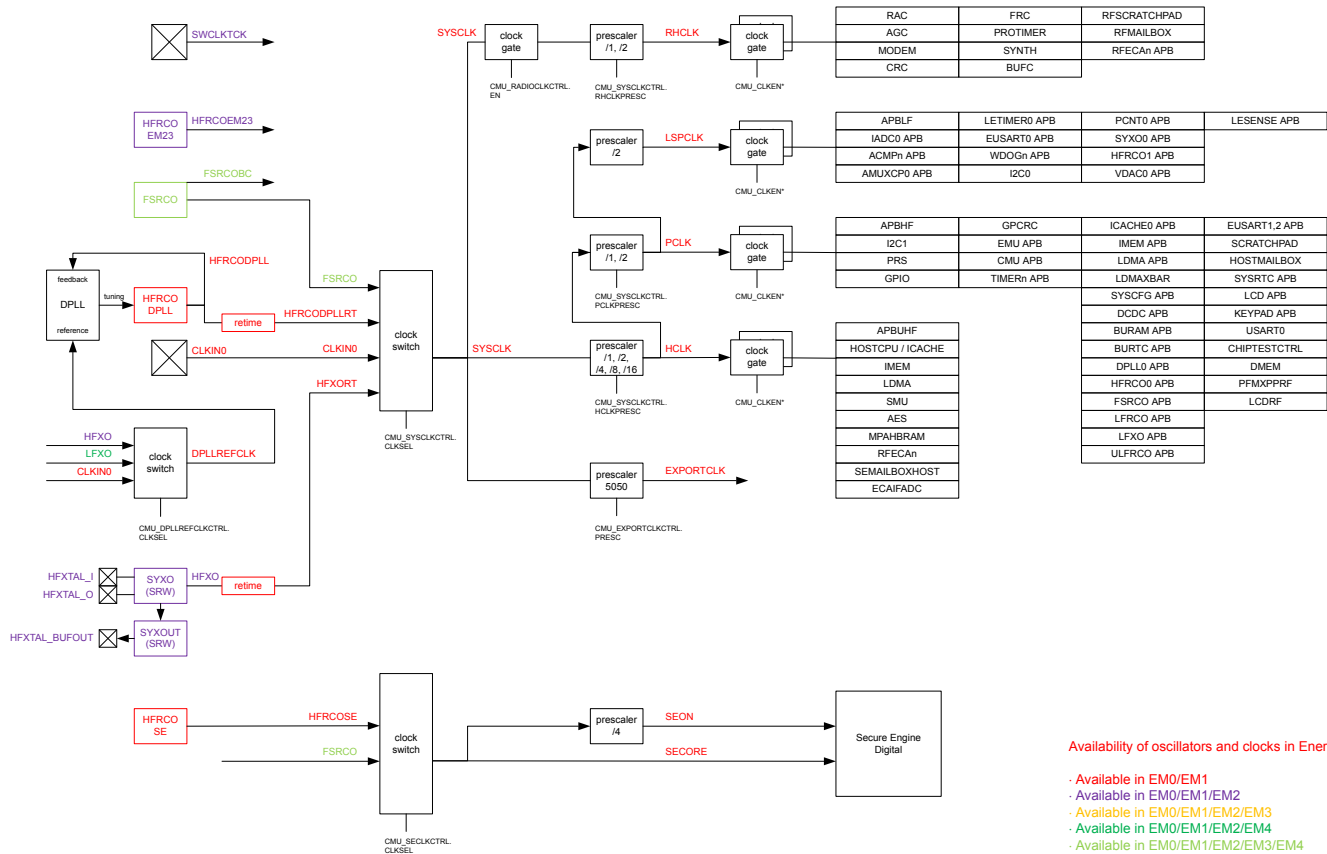 SWCLKTCK
HFRCO
EM23
HFRCOEM23
FSRCOBC
FSRCO
HFRCODPLL
feedback
DPLL
reference
tuning
HFRCO
DPLL
retime
HFRCODPLLRT
FSRCO
CLKIN0
CLKIN0
HFXORT
clock
switch
CMU_SYSCLKCTRL.
CLKSEL
HFXO
LFXO
CLKIN0
clock
switch
DPLLREFCLK
CMU_DPLLREFCLKCTRL.
CLKSEL
HFXTAL_I
HFXTAL_O
SYXO
(SRW)
HFXO
retime
HFXTAL_BUFOUT
SYXOUT
(SRW)
SYSCLK
SYSCLK
clock
gate
CMU_RADIOCLKCTRL.
EN
prescaler
/1, /2
CMU_SYSCLKCTRL.
RHCLKPRESC
RHCLK
clock
gate
CMU_CLKEN*
RAC FRC RFSCRATCHPAD
AGC PROTIMER RFMAILBOX
MODEM SYNTH RFECAn APB
CRC BUFC
prescaler
/2
LSPCLK
clock
gate
CMU_CLKEN*
APBLF LETIMER0 APB PCNT0 APB LESENSE APB
IADC0 APB EUSART0 APB SYXO0 APB
ACMPn APB WDOGn APB HFRCO1 APB
AMUXCP0 APB I2C0 VDAC0 APB
prescaler
/1, /2
CMU_SYSCLKCTRL.
PCLKPRESC
PCLK
clock
gate
CMU_CLKEN*
APBHF GPCRC ICACHE0 APB EUSART1,2 APB
I2C1 EMU APB IMEM APB SCRATCHPAD
PRS CMU APB LDMA APB HOSTMAILBOX
GPIO TIMERn APB LDMAXBAR SYSRTC APB
SYSCFG APB LCD APB
DCDC APB KEYPAD APB
BURAM APB USART0
BURTC APB CHIPTESTCTRL
DPLL0 APB DMEM
HFRCO0 APB PFMXPPRF
FSRCO APB LCDRF
LFRCO APB
LFXO APB
ULFRCO APB
prescaler
/1, /2,
/4, /8, /16
CMU_SYSCLKCTRL.
HCLKPRESC
HCLK
clock
gate
CMU_CLKEN*
APBUHF
HOSTCPU / ICACHE
IMEM
LDMA
SMU
AES
MPAHBRAM
RFECAn
SEMAILBOXHOST
ECAIFADC
prescaler
5050
CMU_EXPORTCLKCTRL.
PRESC
EXPORTCLK
HFRCO
SE
HFRCOSE
FSRCO
clock
switch
CMU_SECLKCTRL.
CLKSEL
prescaler
/4
SEON
SECORE
Secure Engine
Digital
Availability of oscillators and clocks in Ener
· Available in EM0/EM1
· Available in EM0/EM1/EM2
· Available in EM0/EM1/EM2/EM3
· Available in EM0/EM1/EM2/EM4
· Available in EM0/EM1/EM2/EM3/EM4